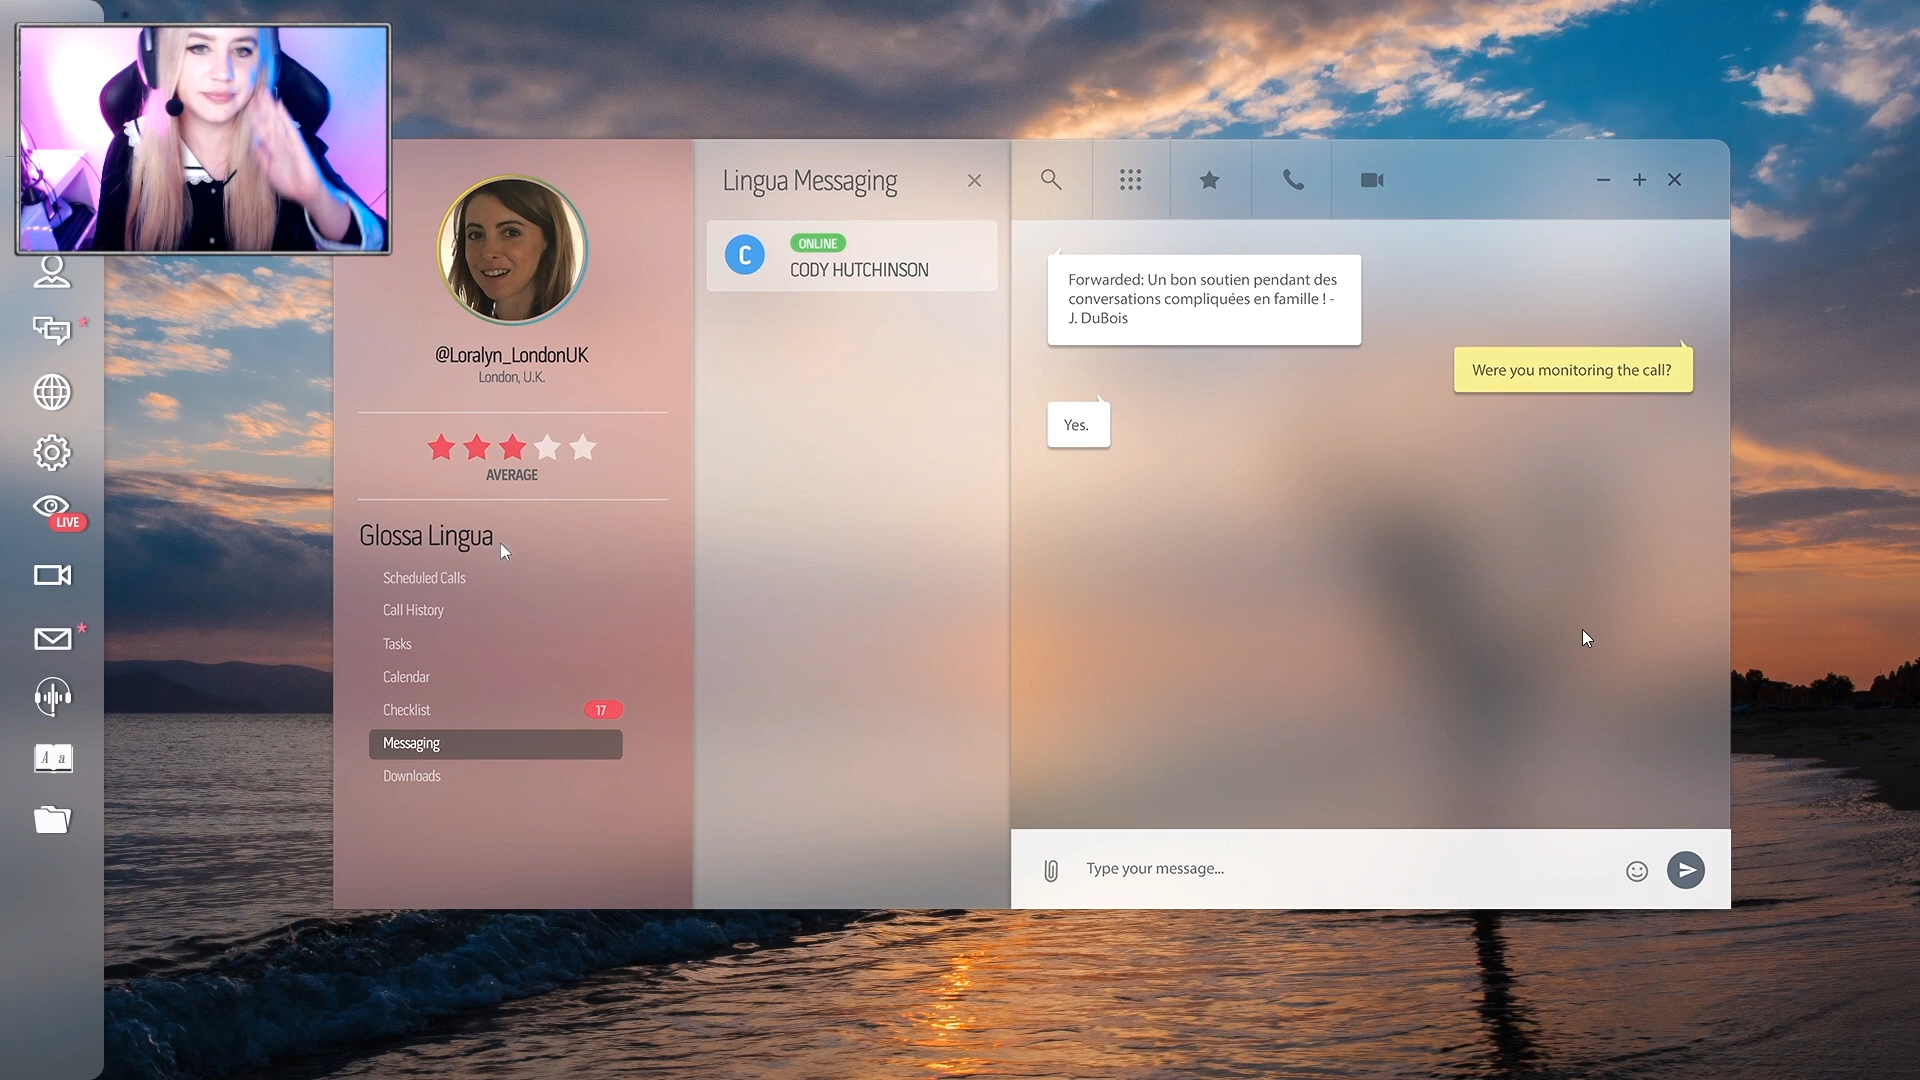 @Loralyn_LondonUK
London, U.K.
AVERAGE
Glossa Lingua
Scheduled Calls
Call History
Tasks
Calendar
Checklist
17
Messaging
Downloads
Lingua Messaging
C
ONLINE
CODY HUTCHINSON
Forwarded: Un bon soutien pendant des
conversations compliquées en famille ! -
J. DuBois
Were you monitoring the call?
Yes.
Type your message...
LIVE
A a